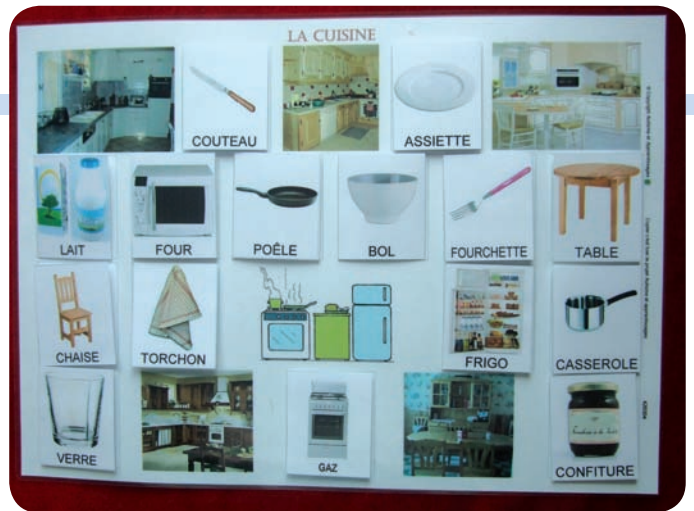 LA CUISINE
COUTEAU
ASSIETTE
LAIT
FOUR
POÊLE
BOL
FOURCHETTE
TABLE
CHAISE
TORCHON
FRIGO
CASSEROLE
VERRE
GAZ
CONFITURE